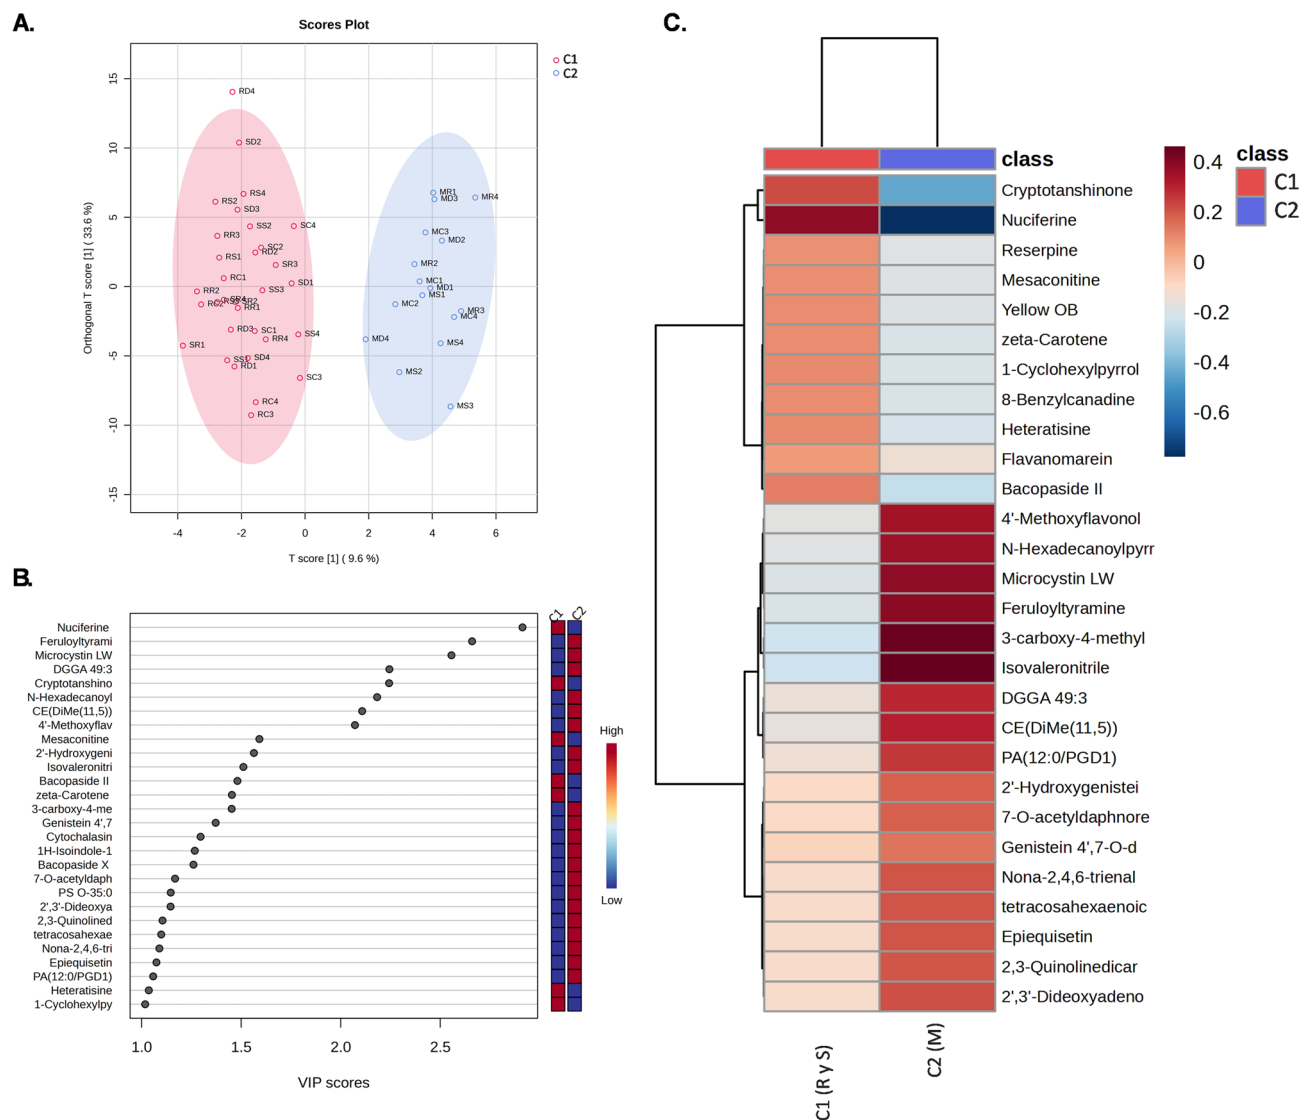 A.
Scores Plot
Orthogonal T score [1] ( 33.6 %)
15
10
5
0
-5
-10
-15
RD4
SD2
RS4
RS2
SD3
SS2
SC4
RR3
SC2
RD2
RS1
SR3
RC1
SD1
RR2
SS3
RC2
SR4
SR2
RR1
RD3
SC1
SS4
RR4
SR1
SS1
SD4
RD1
SC3
RC4
RC3
MR1
MD3
MR4
MC3
MD2
MR2
MC1
MD1
MS1
MC2
MR3
MC4
MD4
MS4
MS2
MS3
-4
-2
0
2
4
6
T score [1] ( 9.6 %)
C1
C2
B.
C1
C2
Nuciferine
Feruloyltyrami
Microcystin LW
DGGA 49:3
Cryptotanshino
N-Hexadecanoyl
CE(DiMe(11,5))
4'-Methoxyflav
Mesaconitine
2'-Hydroxygeni
Isovaleronitri
Bacopaside II
zeta-Carotene
3-carboxy-4-me
Genistein 4',7
Cytochalasin
1H-Isoindole-1
Bacopaside X
7-O-acetyldaph
PS O-35:0
2',3'-Dideoxya
2,3-Quinolined
tetracosahexae
Nona-2,4,6-tri
Epiequisetin
PA(12:0/PGD1)
Heteratisine
1-Cyclohexylpy
1.0
1.5
2.0
2.5
VIP scores
High
Low
C.
class
Cryptotanshinone
Nuciferine
Reserpine
Mesaconitine
Yellow OB
zeta-Carotene
1-Cyclohexylpyrrol
8-Benzylcanadine
Heteratisine
Flavanomarein
Bacopaside II
4'-Methoxyflavonol
N-Hexadecanoylpyrr
Microcystin LW
Feruloyltyramine
3-carboxy-4-methyl
Isovaleronitrile
DGGA 49:3
CE(DiMe(11,5))
PA(12:0/PGD1)
2'-Hydroxygenistei
7-O-acetyldaphnore
Genistein 4',7-O-d
Nona-2,4,6-trienal
tetracosahexaenoic
Epiequisetin
2,3-Quinolinedicar
2',3'-Dideoxyadeno
C1 (R y S)
C2 (M)
0.4
0.2
0
-0.2
-0.4
-0.6
class
C1
C2